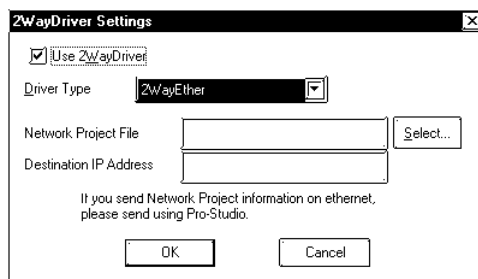 2WayDriver Settings
Use 2WayDriver
Driver Type
2WayEther
Network Project File
Select...
Destination IP Address
If you send Network Project information on ethernet,
please send using Pro-Studio.
OK
Cancel